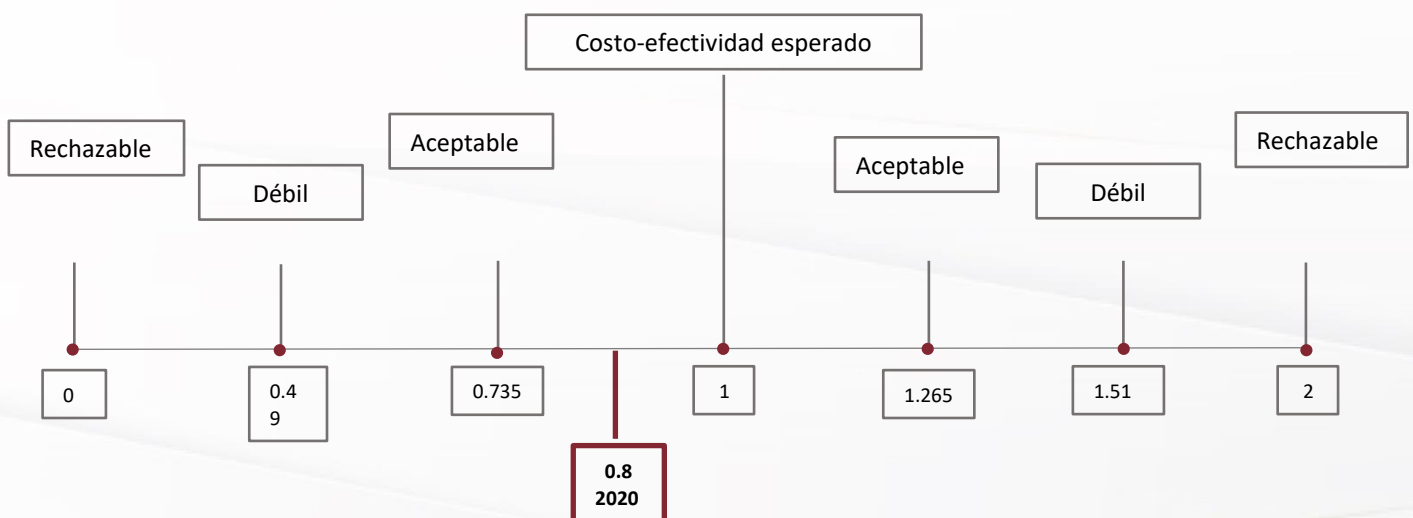 Costo-efectividad esperado
Rechazable
Débil
Aceptable
Aceptable
Débil
Rechazable
0
0.4
9
0.735
1
1.265
1.51
2
0.8
2020